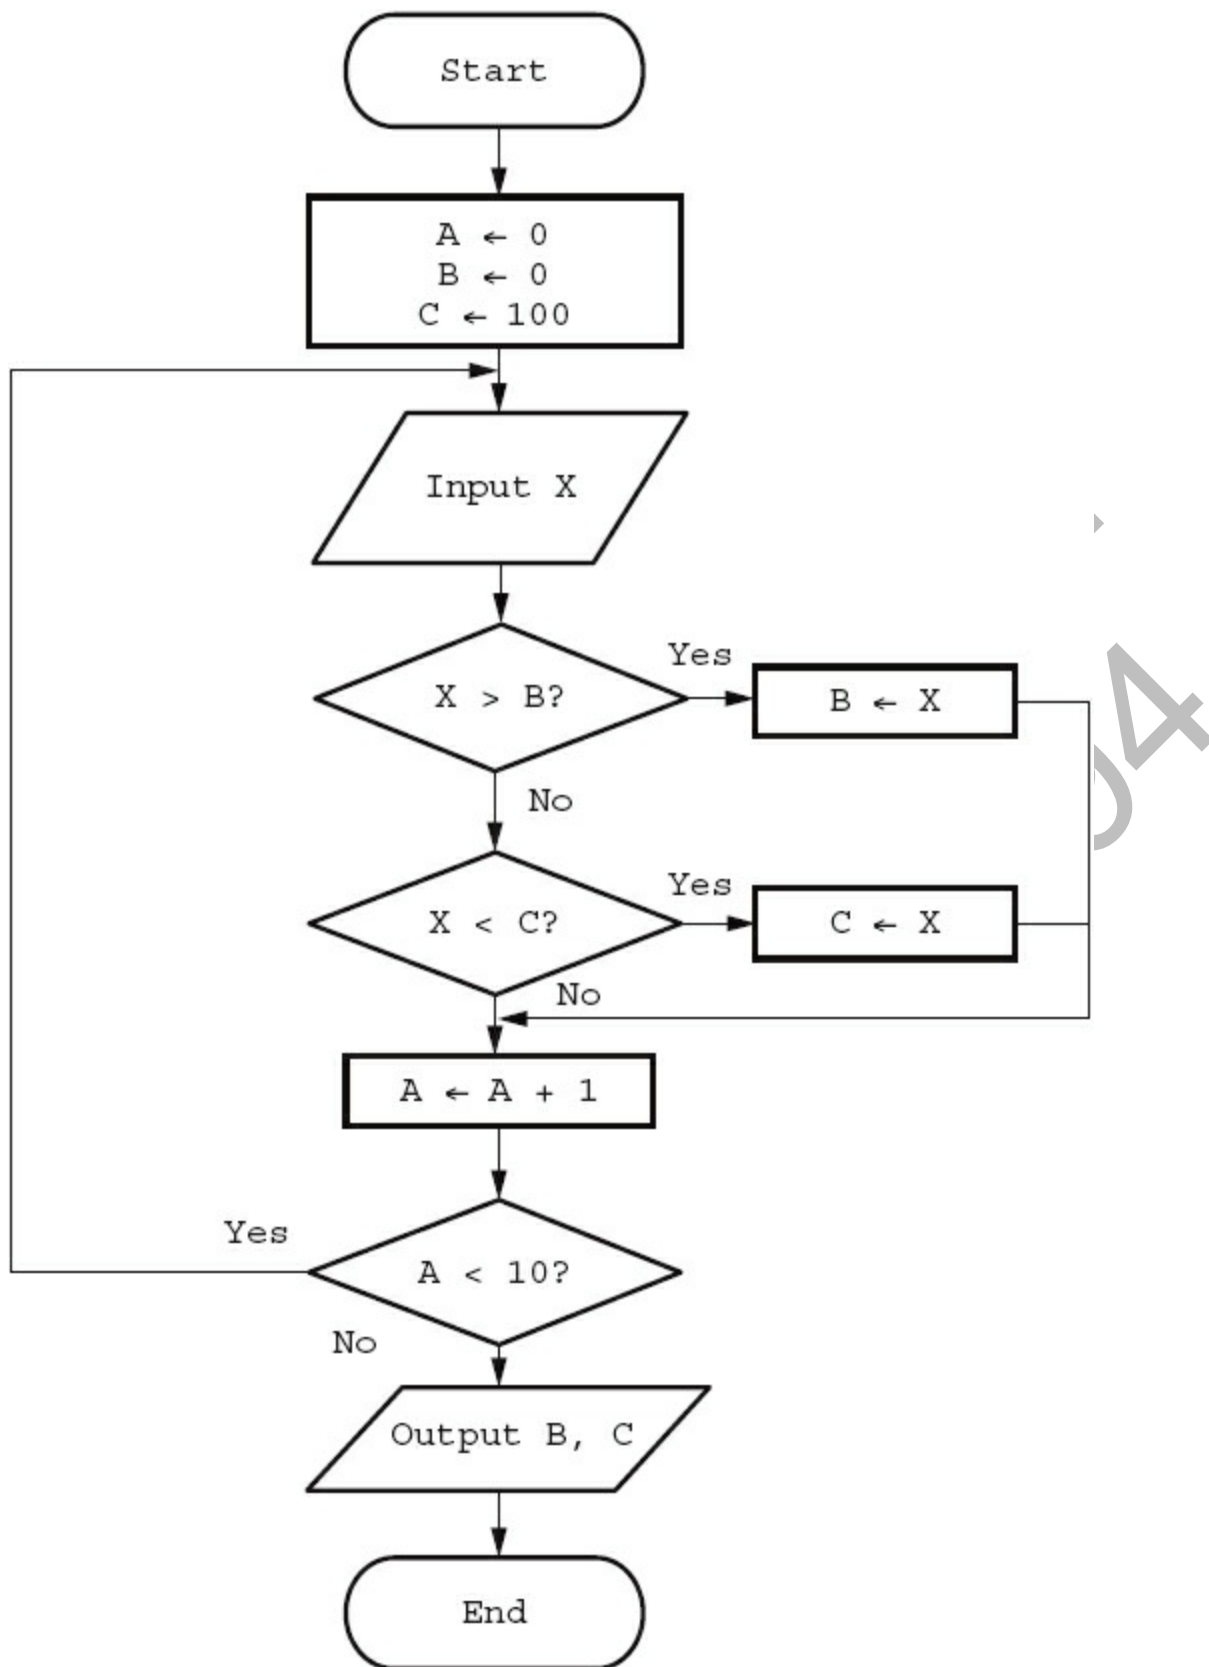 Start
A ← 0
B ← 0
C ← 100
Input X
Yes
X > B?
B ← X
No
Yes
X < C?
C ← X
No
A ← A + 1
Yes
A < 10?
No
Output B, C
End